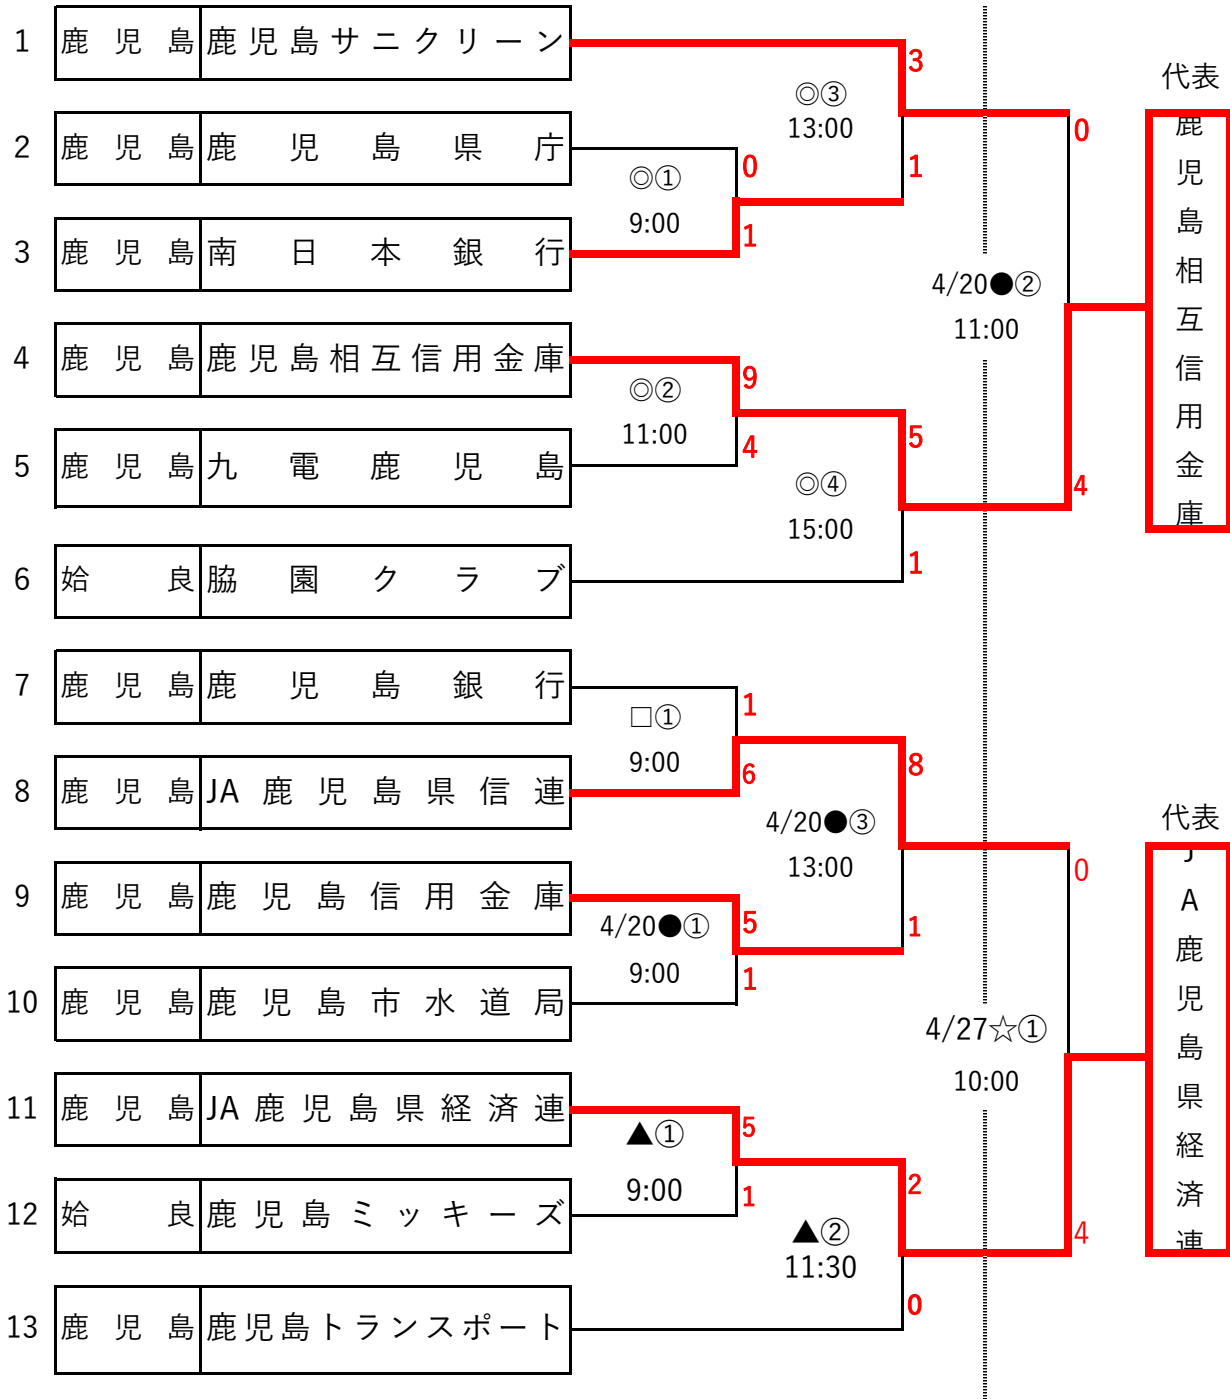 1 鹿児島 鹿児島サニクリーン
2 鹿児島 鹿児島県庁
3 鹿児島 南日本銀行
4 鹿児島 鹿児島相互信用金庫
5 鹿児島 九電鹿児島
6 姶良 脇園クラブ
7 鹿児島 鹿児島銀行
8 鹿児島 JA鹿児島県信連
9 鹿児島 鹿児島信用金庫
10 鹿児島 鹿児島市水道局
11 鹿児島 JA鹿児島県経済連
12 姶良 鹿児島ミッキーズ
13 鹿児島 鹿児島トランスポート
◎①
9:00
0
1
◎②
11:00
9
4
□①
9:00
1
6
4/20●①
9:00
5
1
▲①
9:00
5
1
◎③
13:00
3
1
◎④
15:00
5
1
4/20●③
13:00
8
1
▲②
11:30
2
0
4/20●②
11:00
0
4
4/27☆①
10:00
0
4
代表
鹿児島相互信用金庫
代表
JA鹿児島県経済連